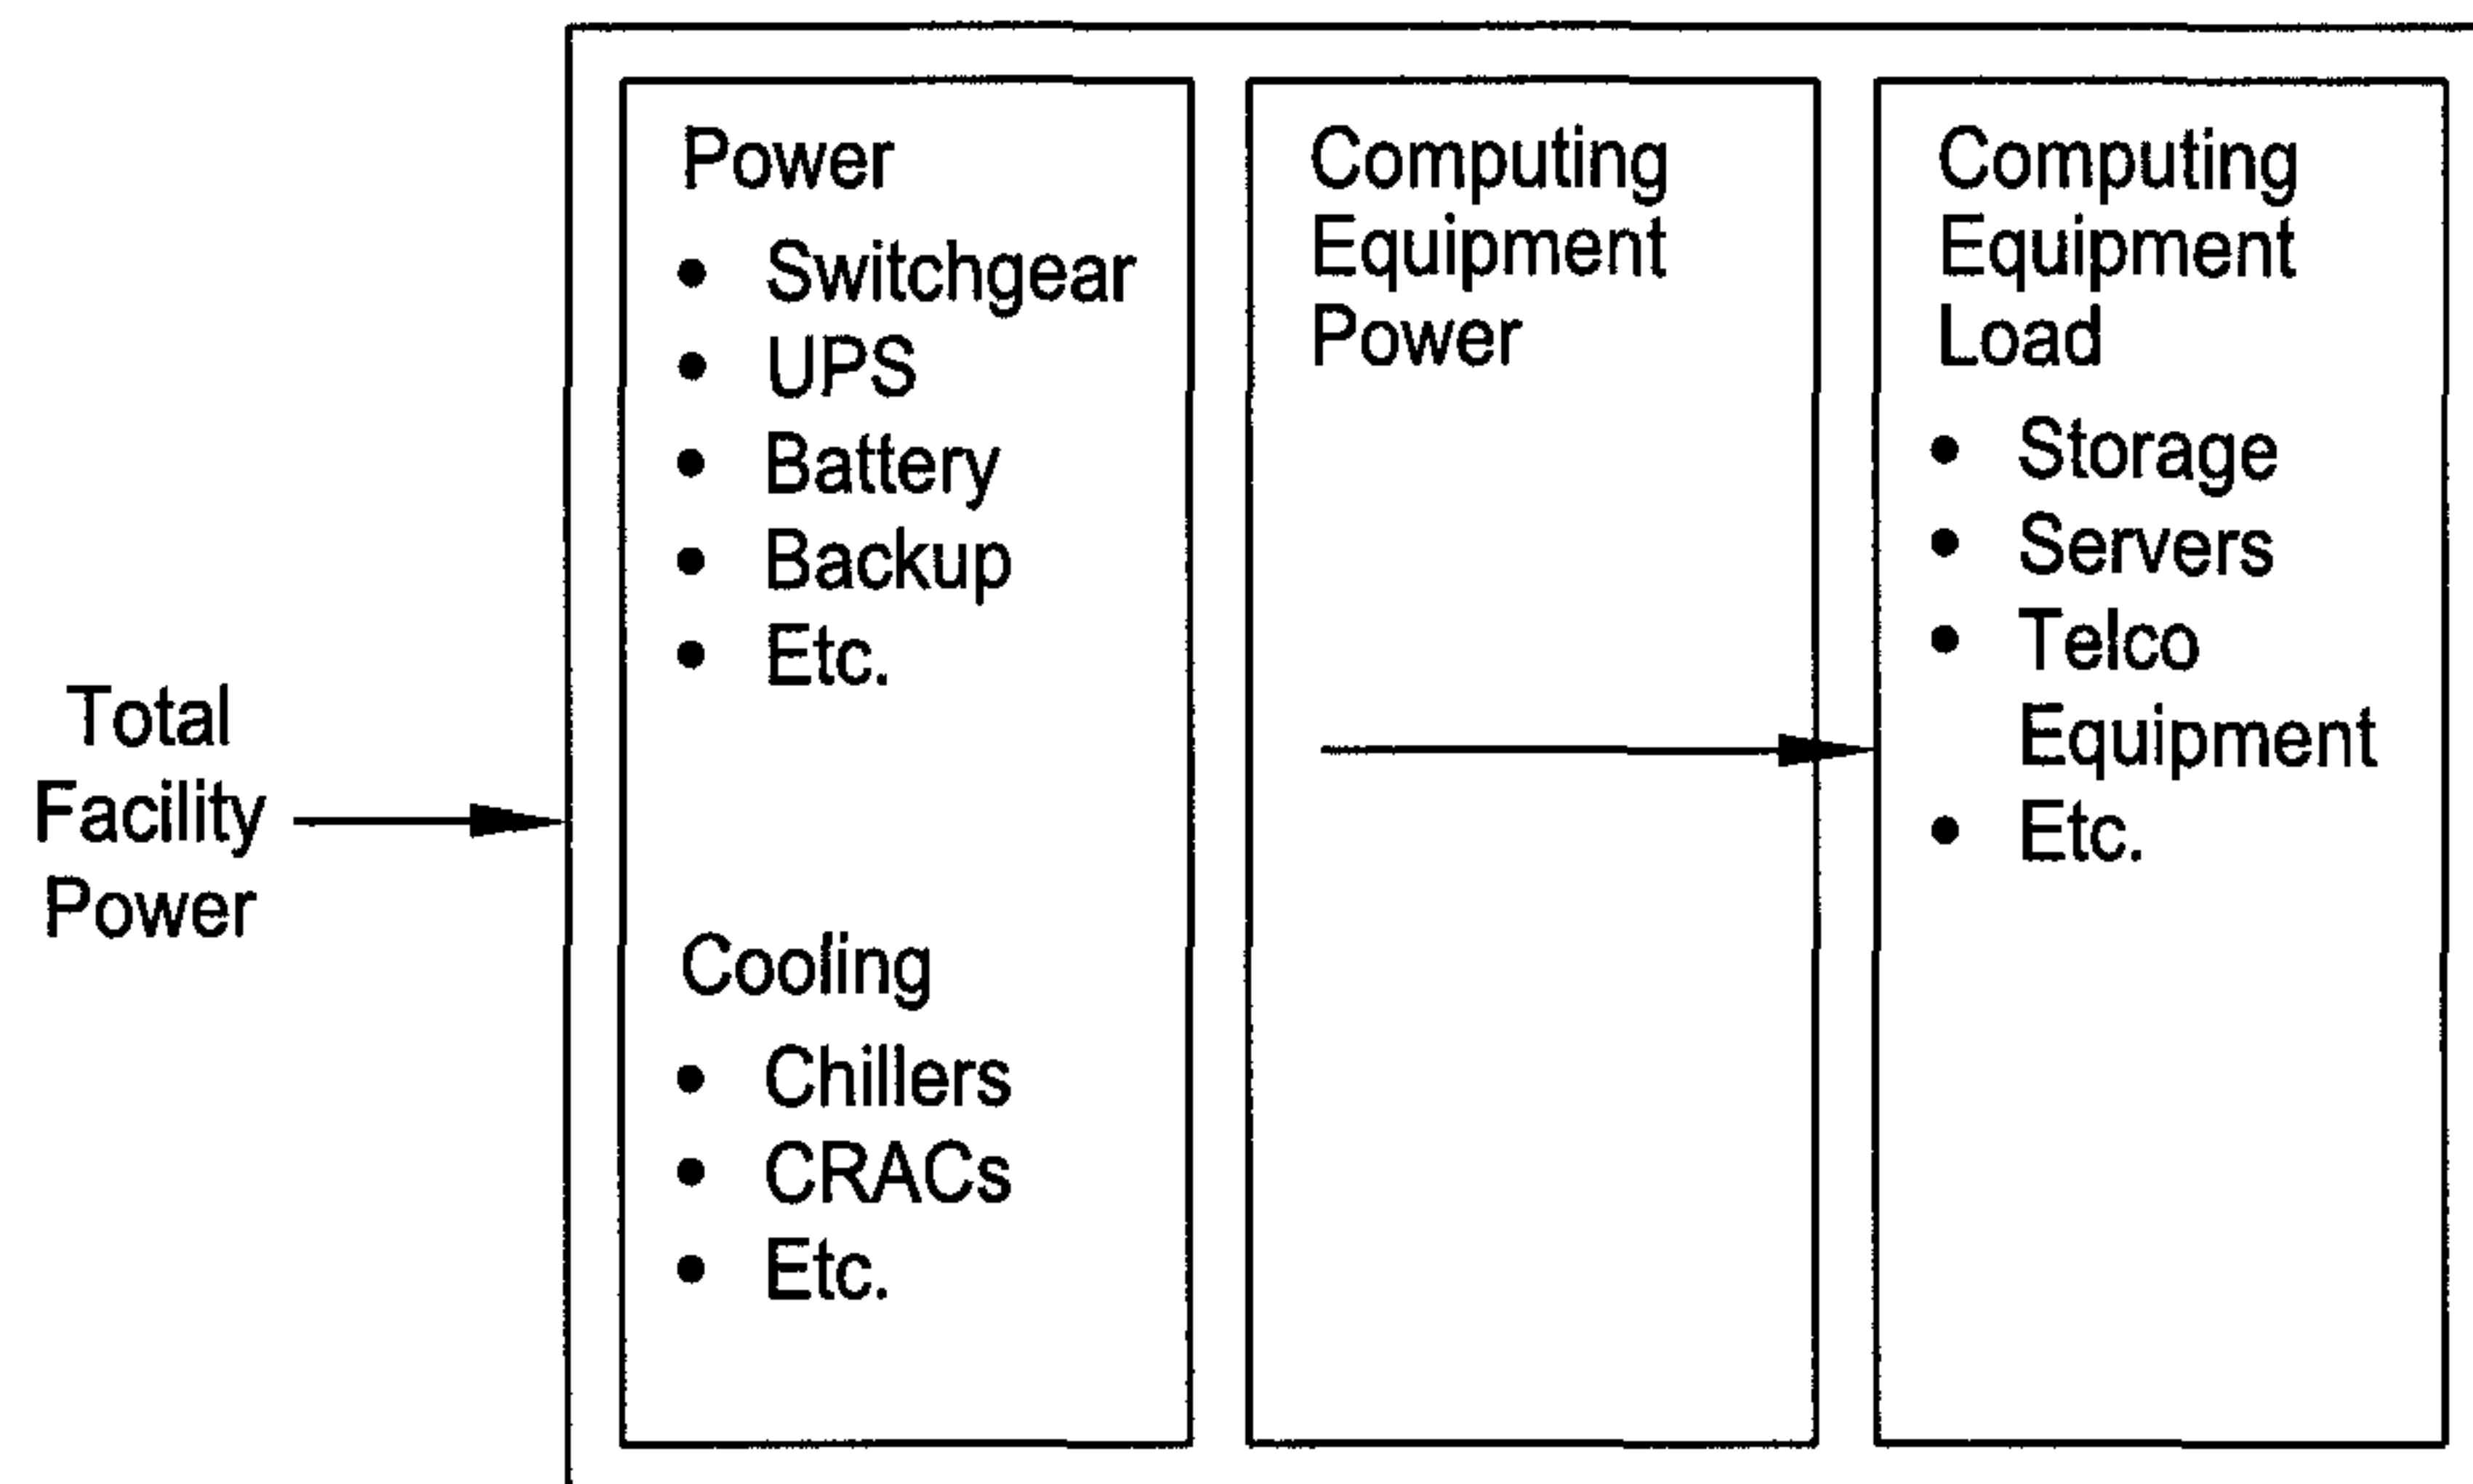 Total
Facility
Power
Power
• Switchgear
• UPS
• Battery
• Backup
• Etc.
Cooling
• Chillers
• CRACs
• Etc.
Computing
Equipment
Power
Computing
Equipment
Load
• Storage
• Servers
• Telco
Equipment
• Etc.